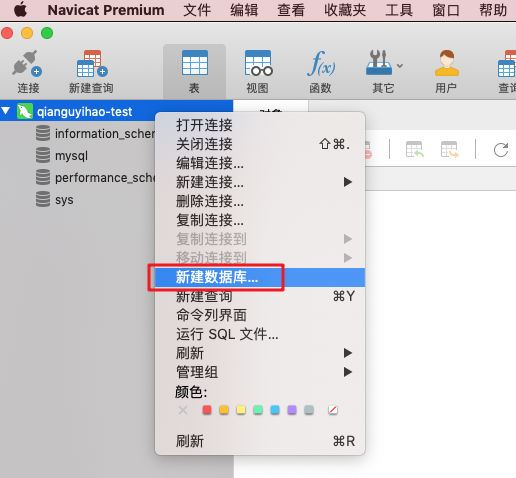 Navicat Premium 文件 编辑 查看 收藏夹 工具 窗口 帮助
连接 新建查询 表 视图 函数 其它 用户
f(x)
qianguyihao-test
information_schem
mysql
performance_sche
sys
打开连接
关闭连接 ⇧⌘.
编辑连接...
新建连接...
删除连接...
复制连接...
复制连接到
移动连接到
新建数据库...
新建查询 ⌘Y
命令列界面
运行 SQL 文件...
刷新
管理组
颜色:
刷新 ⌘R